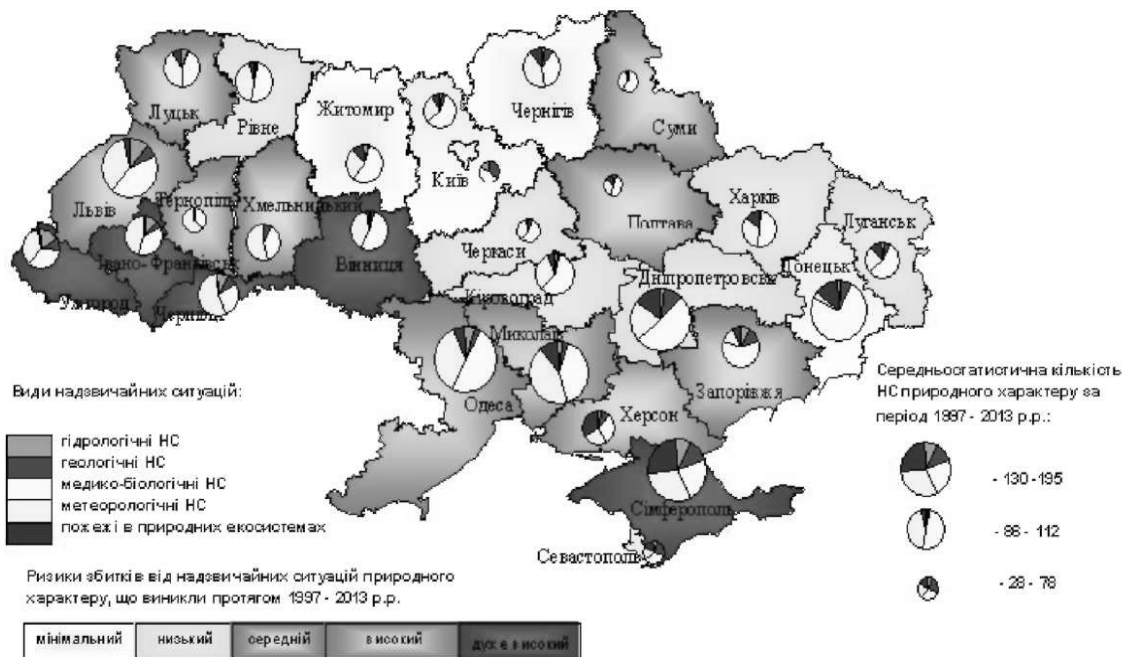 Луцьк
Рівне
Житомир
Чернігів
Суми
Київ
Львів
Тернопіль
Хмельницький
Вінниця
Івано-Франківськ
Ужгород
Чернівці
Черкаси
Полтава
Харків
Луганськ
Кіровоград
Дніпропетровськ
Донецьк
Миколаїв
Одеса
Запоріжжя
Херсон
Сімферополь
Севастополь
Види надзвичайних ситуацій:
гідрологічні НС
геологічні НС
медико-біологічні НС
метеорологічні НС
пожежі в природних екосистемах
Ризики збитків від надзвичайних ситуацій природного
характеру, що виникли протягом 1997 - 2013 р.р.
мінімальний низький середній високий дуже високий
Середньостатистична кількість
НС природного характеру за
період 1997 - 2013 р.р.:
- 130 -195
- 88 - 112
- 28 - 78